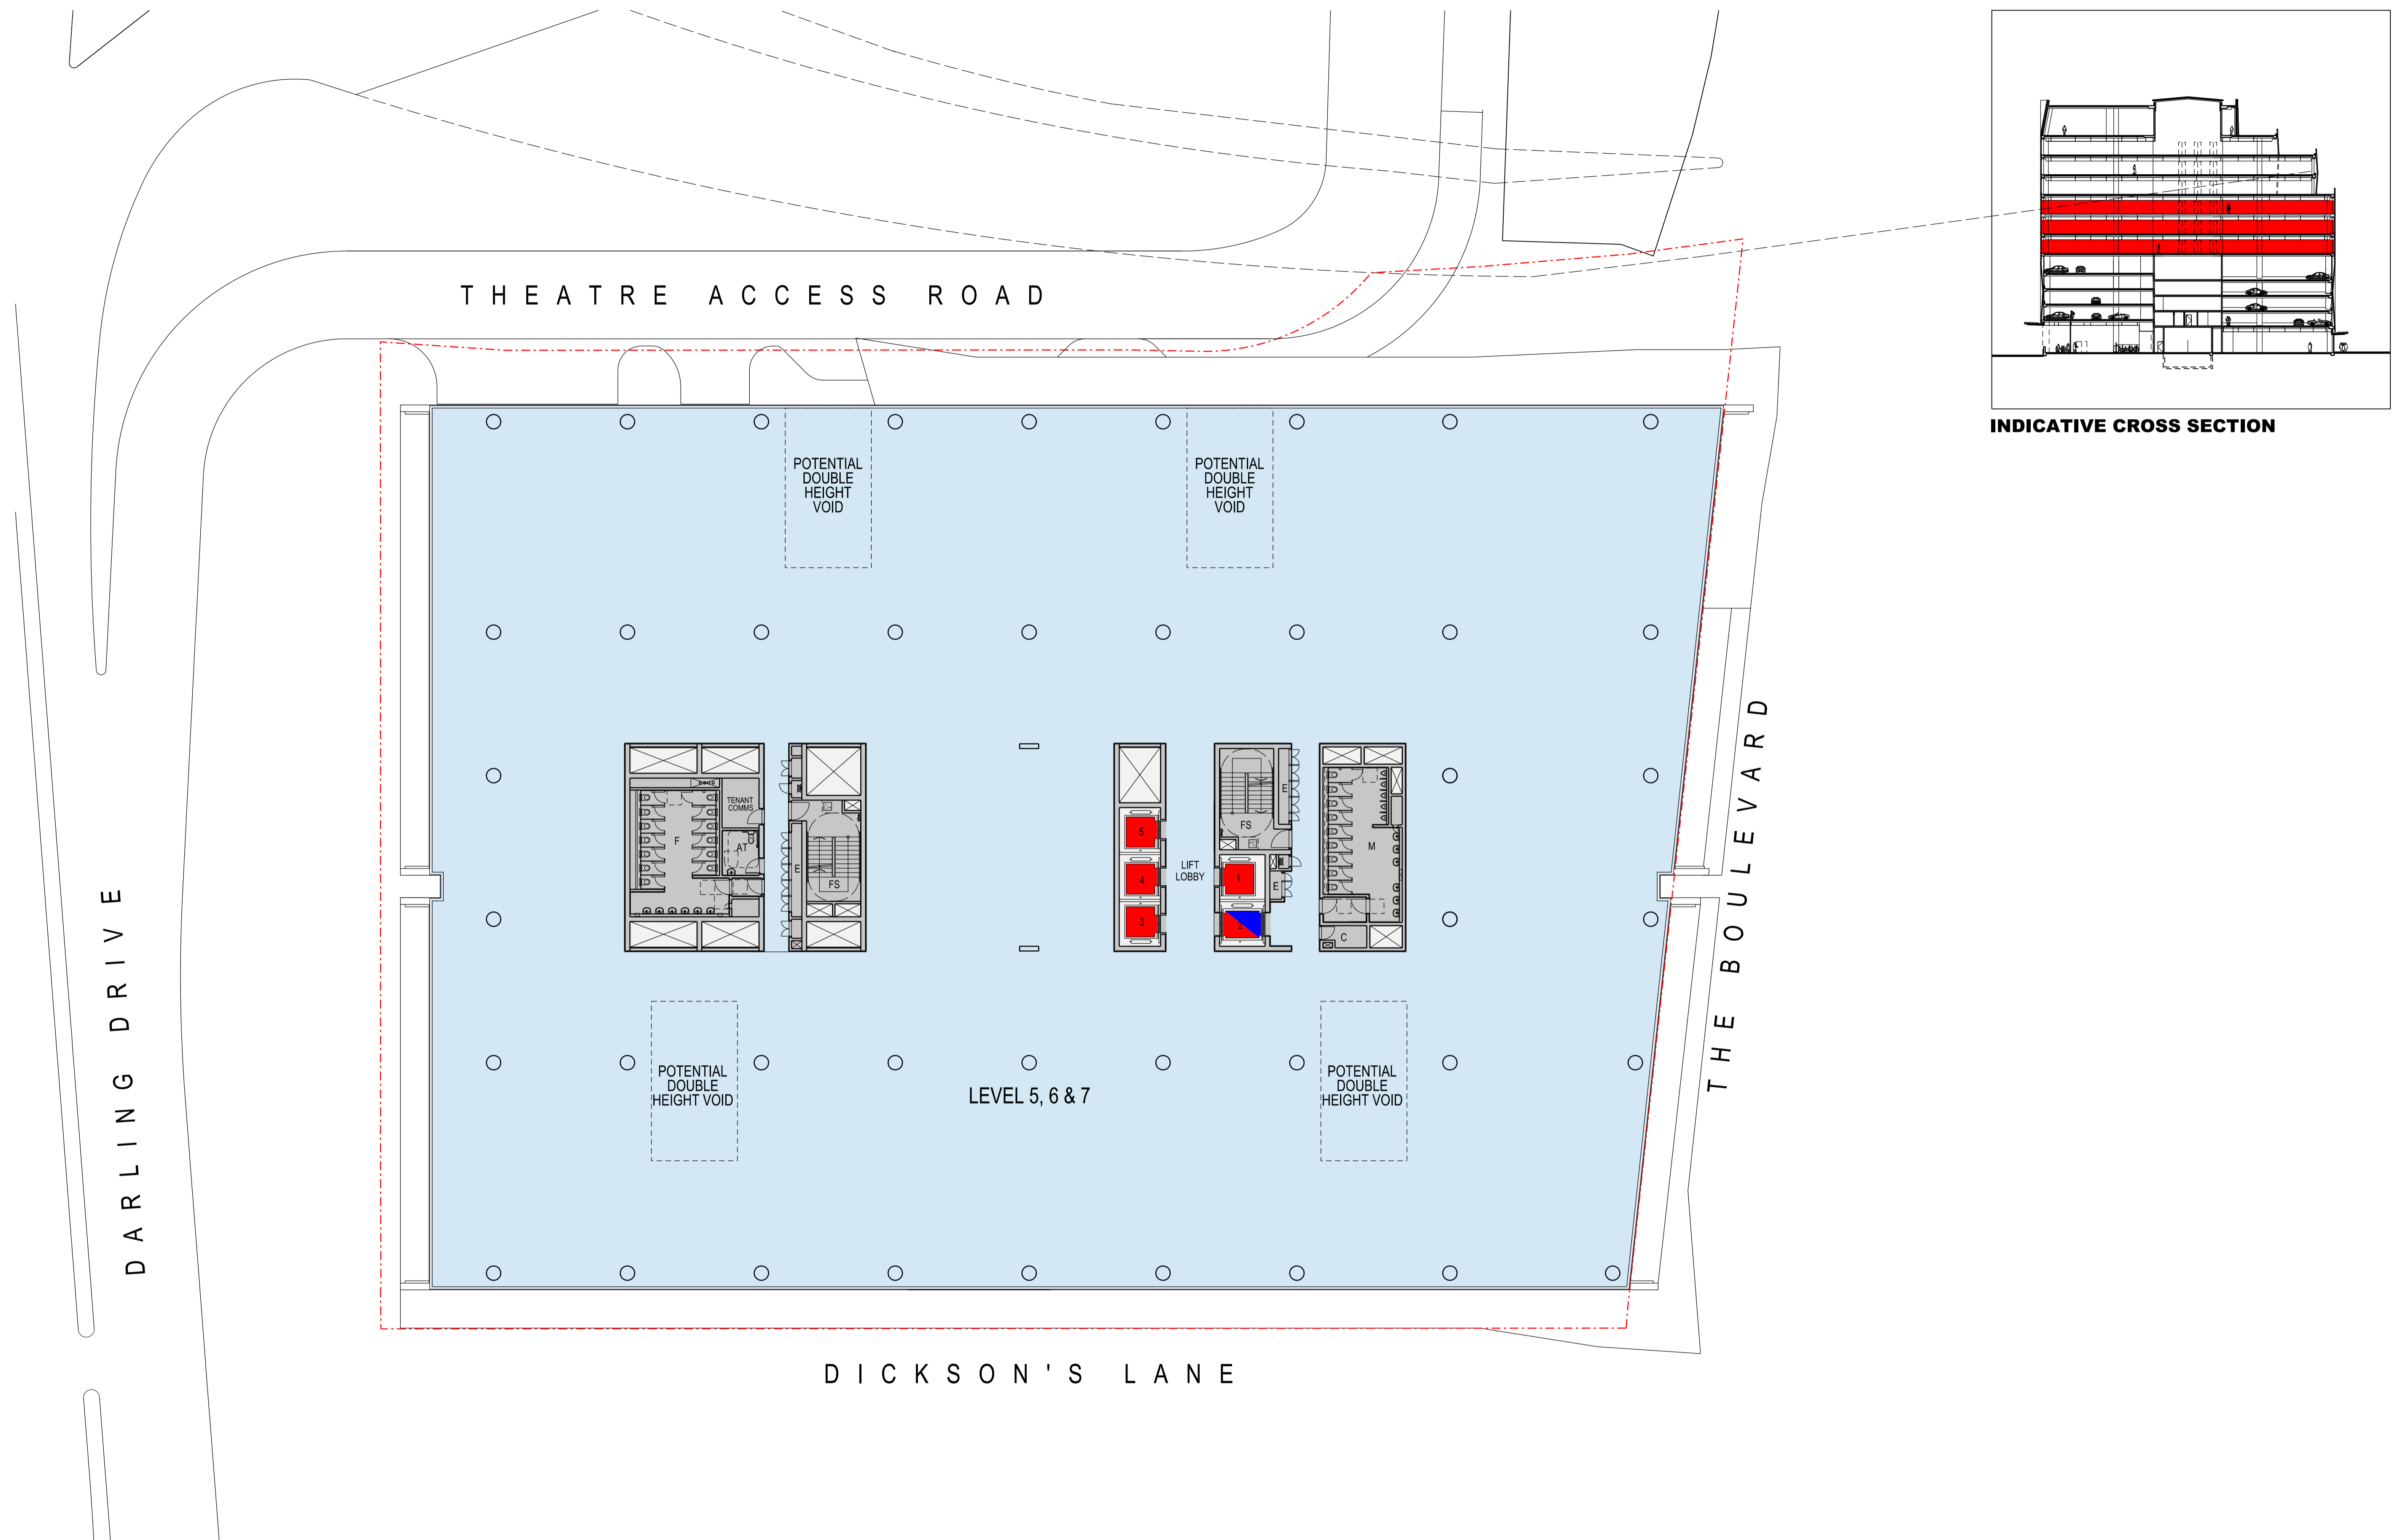 THEATRE ACCESS ROAD
INDICATIVE CROSS SECTION
POTENTIAL
DOUBLE
HEIGHT
VOID
POTENTIAL
DOUBLE
HEIGHT
VOID
DARLING DRIVE
THE BOULEVARD
TENANT
COMMS
F
AT
E
FS
5
4
3
LIFT
LOBBY
FS
E
1
2
E
M
C
POTENTIAL
DOUBLE
HEIGHT VOID
LEVEL 5, 6 & 7
POTENTIAL
DOUBLE
HEIGHT VOID
DICKSON'S LANE